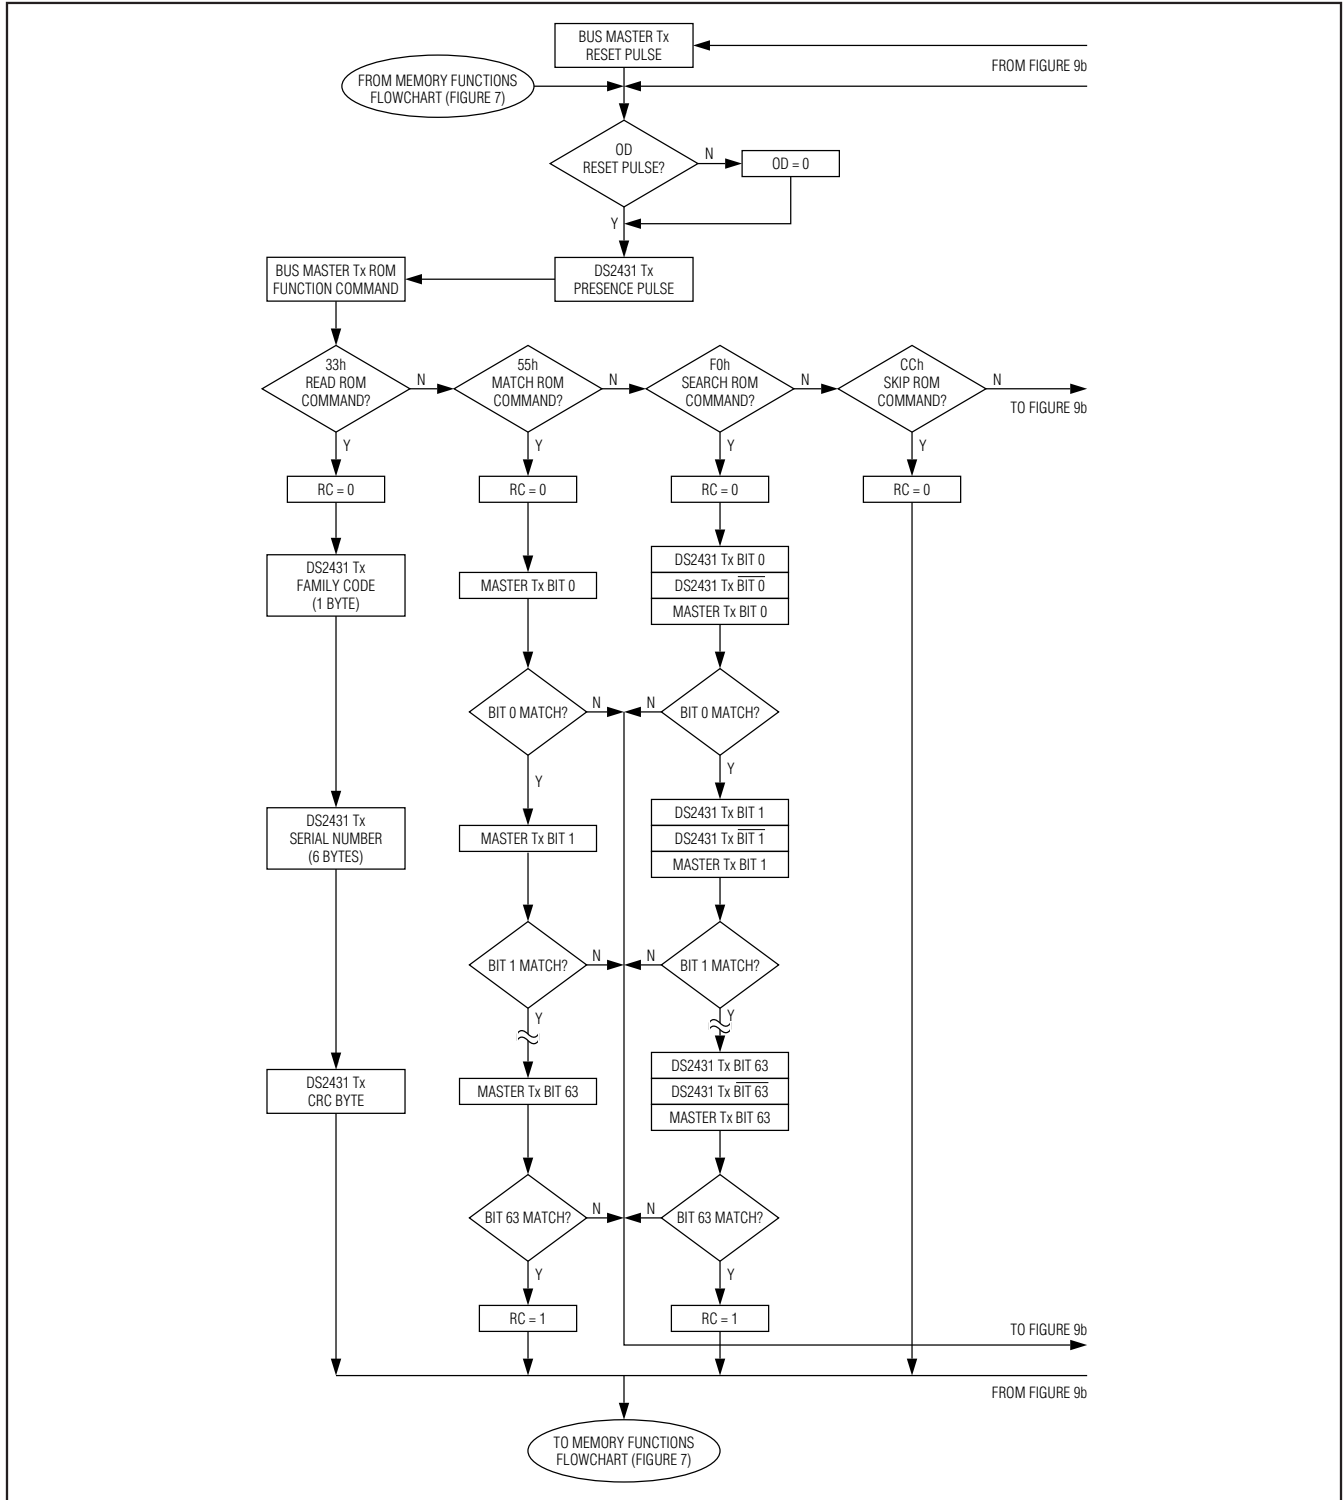 BUS MASTER Tx
RESET PULSE
FROM FIGURE 9b
FROM MEMORY FUNCTIONS
FLOWCHART (FIGURE 7)
OD
RESET PULSE?
N
OD = 0
Y
BUS MASTER Tx ROM
FUNCTION COMMAND
DS2431 Tx
PRESENCE PULSE
33h
READ ROM
COMMAND?
N
55h
MATCH ROM
COMMAND?
N
F0h
SEARCH ROM
COMMAND?
N
CCh
SKIP ROM
COMMAND?
N
TO FIGURE 9b
Y
Y
Y
Y
RC = 0
RC = 0
RC = 0
RC = 0
DS2431 Tx
FAMILY CODE
(1 BYTE)
MASTER Tx BIT 0
DS2431 Tx BIT 0
DS2431 Tx B̅I̅T̅ ̅0̅
MASTER Tx BIT 0
BIT 0 MATCH?
N
N
BIT 0 MATCH?
Y
Y
DS2431 Tx
SERIAL NUMBER
(6 BYTES)
MASTER Tx BIT 1
DS2431 Tx BIT 1
DS2431 Tx B̅I̅T̅ ̅1̅
MASTER Tx BIT 1
BIT 1 MATCH?
N
N
BIT 1 MATCH?
Y
Y
DS2431 Tx
CRC BYTE
MASTER Tx BIT 63
DS2431 Tx BIT 63
DS2431 Tx B̅I̅T̅ ̅6̅3̅
MASTER Tx BIT 63
BIT 63 MATCH?
N
N
BIT 63 MATCH?
Y
Y
RC = 1
RC = 1
TO FIGURE 9b
FROM FIGURE 9b
TO MEMORY FUNCTIONS
FLOWCHART (FIGURE 7)